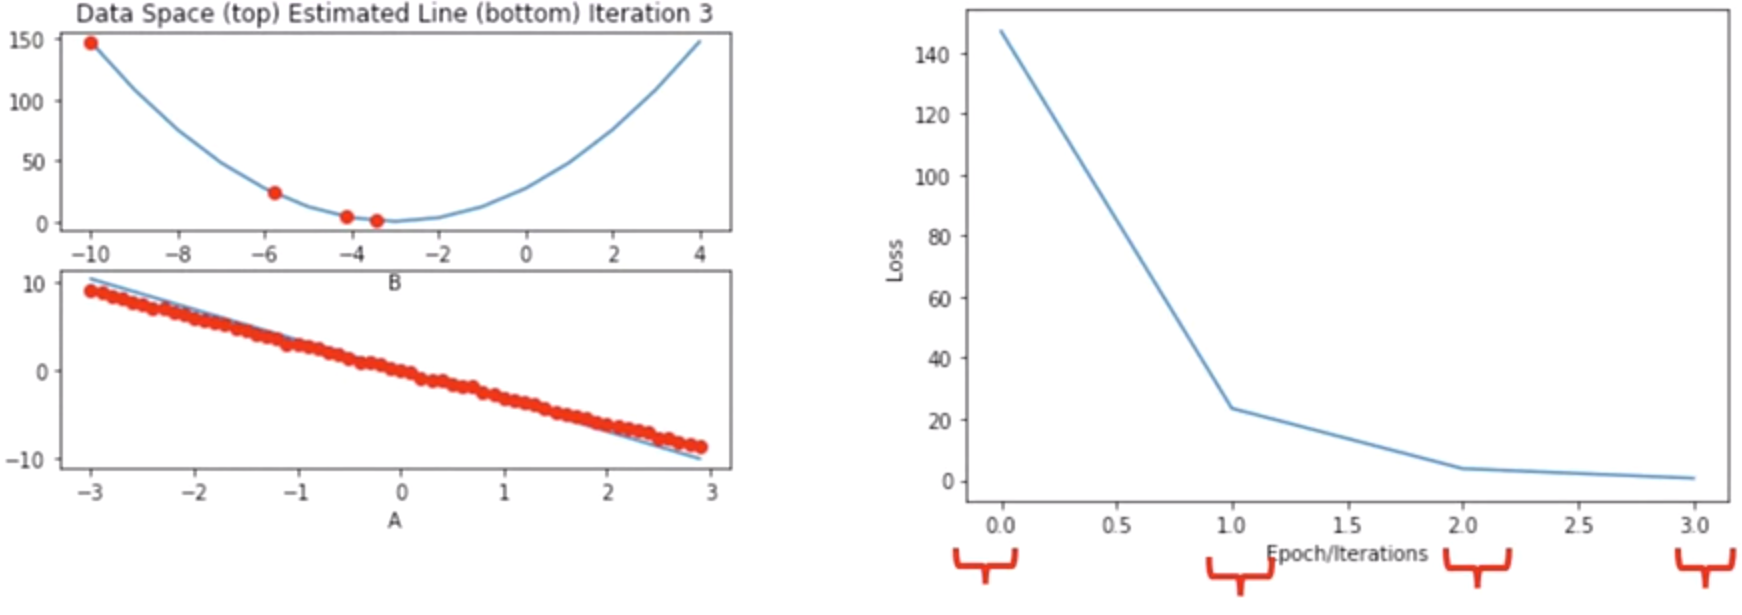 Data Space (top) Estimated Line (bottom) Iteration 3
150
100
50
0
−10 −8 −6 −4 −2 0 2 4
B
10
0
−10
−3 −2 −1 0 1 2 3
A
140
120
100
80
60
40
20
0
Loss
0.0 0.5 1.0 1.5 2.0 2.5 3.0
Epoch/Iterations